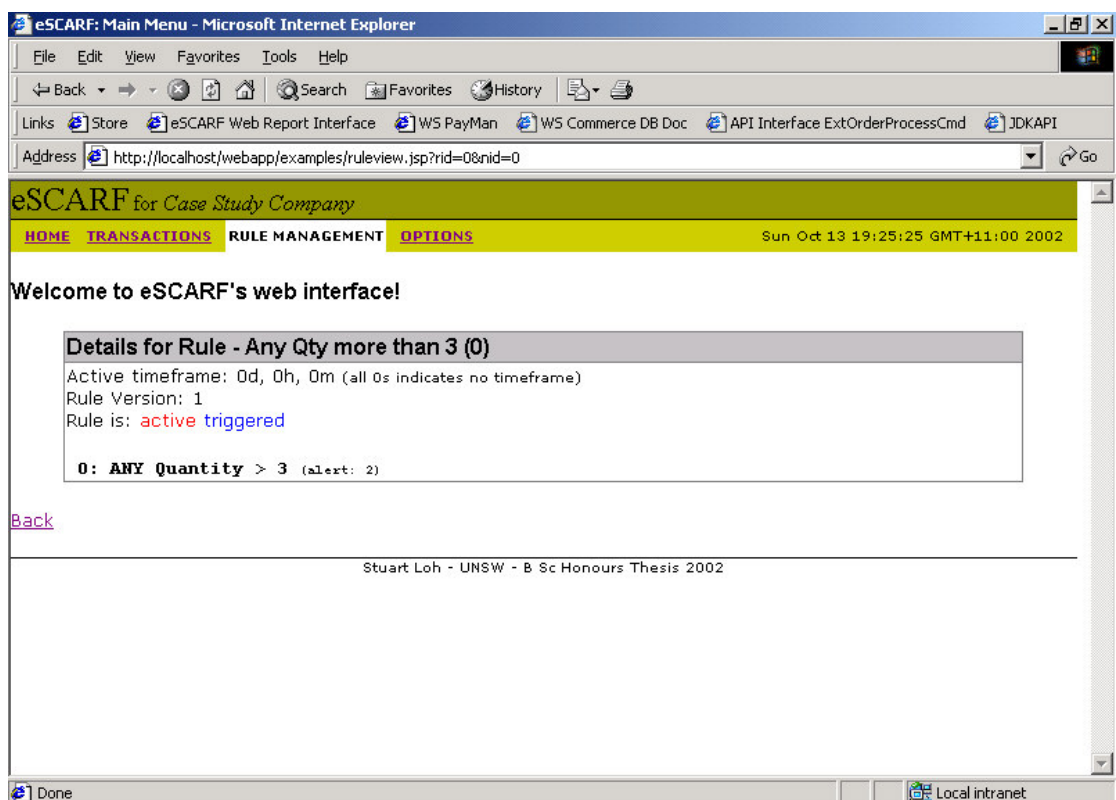 eSCARF: Main Menu - Microsoft Internet Explorer
File Edit View Favorites Tools Help
Back Search Favorites History
Links Store eSCARF Web Report Interface WS PayMan WS Commerce DB Doc API Interface ExtOrderProcessCmd JDKAPI
Address http://localhost/webapp/examples/ruleview.jsp?rid=0&nid=0 Go
eSCARF for Case Study Company
HOME TRANSACTIONS RULE MANAGEMENT OPTIONS Sun Oct 13 19:25:25 GMT+11:00 2002
Welcome to eSCARF's web interface!
Details for Rule - Any Qty more than 3 (0)
Active timeframe: 0d, 0h, 0m (all 0s indicates no timeframe)
Rule Version: 1
Rule is: active triggered
0: ANY Quantity > 3 (alert: 2)
Back
Stuart Loh - UNSW - B Sc Honours Thesis 2002
Done Local intranet